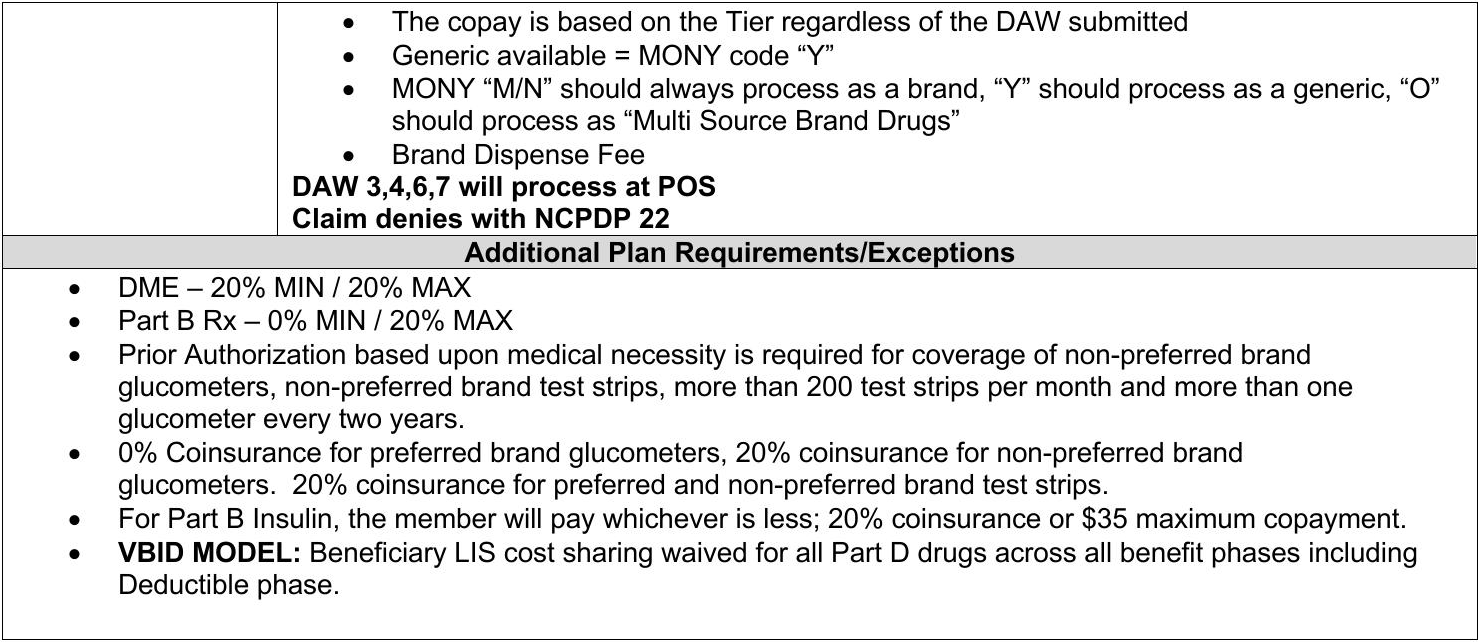 • The copay is based on the Tier regardless of the DAW submitted
• Generic available = MONY code “Y”
• MONY “M/N” should always process as a brand, “Y” should process as a generic, “O”
should process as “Multi Source Brand Drugs”
• Brand Dispense Fee
DAW 3,4,6,7 will process at POS
Claim denies with NCPDP 22
Additional Plan Requirements/Exceptions
• DME – 20% MIN / 20% MAX
• Part B Rx – 0% MIN / 20% MAX
• Prior Authorization based upon medical necessity is required for coverage of non-preferred brand
glucometers, non-preferred brand test strips, more than 200 test strips per month and more than one
glucometer every two years.
• 0% Coinsurance for preferred brand glucometers, 20% coinsurance for non-preferred brand
glucometers.  20% coinsurance for preferred and non-preferred brand test strips.
• For Part B Insulin, the member will pay whichever is less; 20% coinsurance or $35 maximum copayment.
• VBID MODEL: Beneficiary LIS cost sharing waived for all Part D drugs across all benefit phases including
Deductible phase.